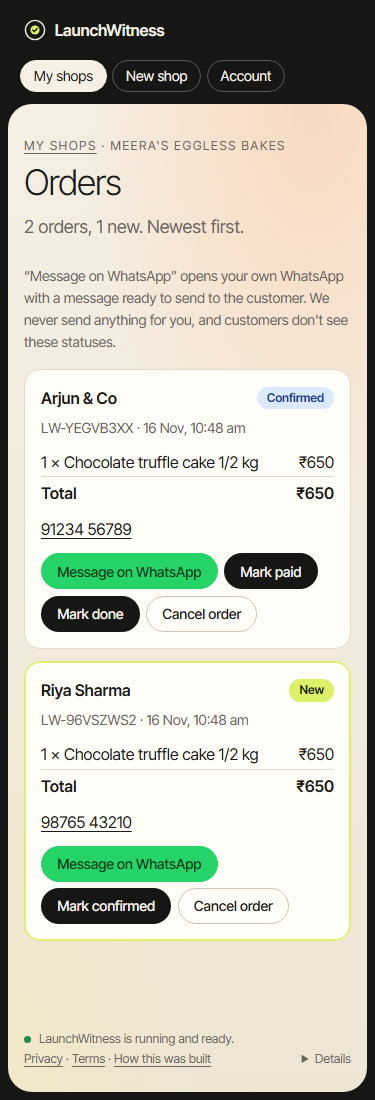 LaunchWitness
My shops New shop Account
MY SHOPS · MEERA'S EGGLESS BAKES
Orders
2 orders, 1 new. Newest first.
“Message on WhatsApp” opens your own WhatsApp
with a message ready to send to the customer. We
never send anything for you, and customers don't see
these statuses.
Arjun & Co Confirmed
LW-YEGVB3XX · 16 Nov, 10:48 am
1 × Chocolate truffle cake 1/2 kg ₹650
Total ₹650
91234 56789
Message on WhatsApp Mark paid
Mark done Cancel order
Riya Sharma New
LW-96VSZWS2 · 16 Nov, 10:48 am
1 × Chocolate truffle cake 1/2 kg ₹650
Total ₹650
98765 43210
Message on WhatsApp
Mark confirmed Cancel order
LaunchWitness is running and ready.
Privacy · Terms · How this was built ▶ Details